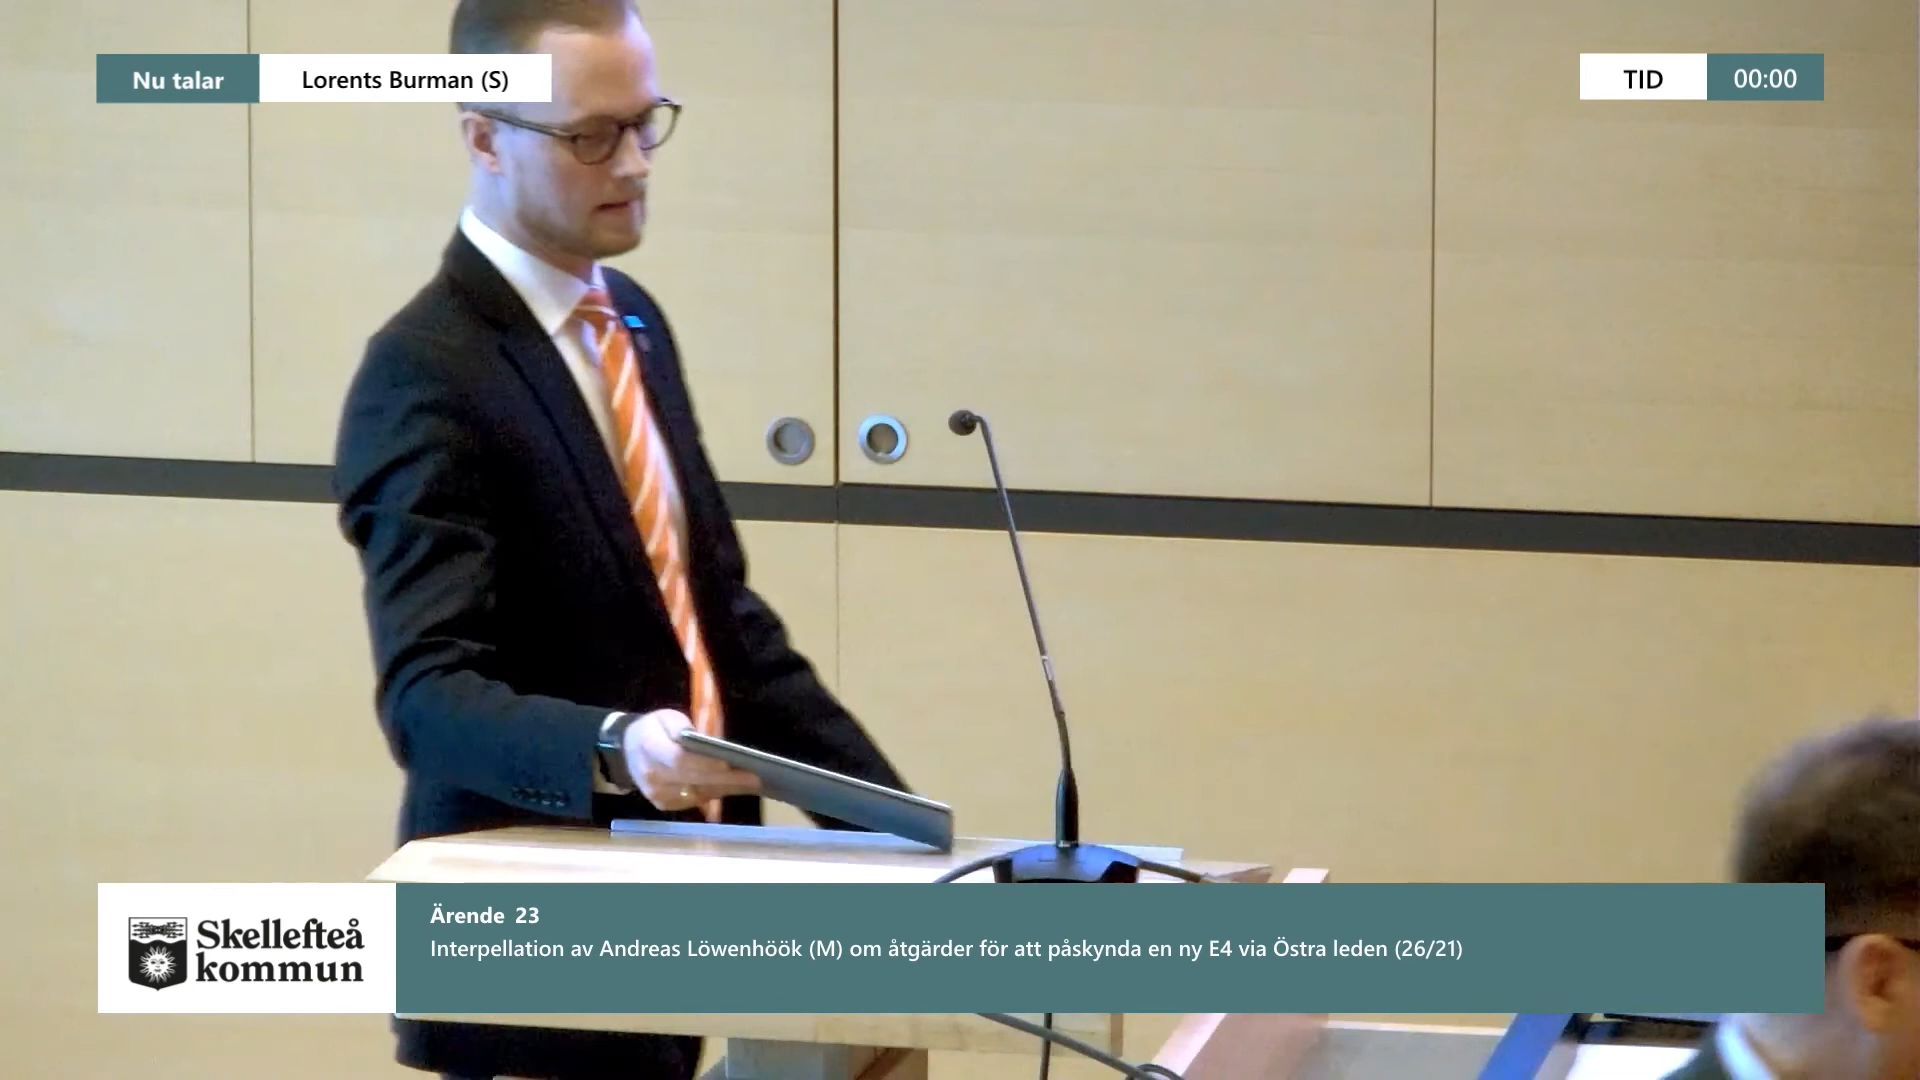 Nu talar
Lorents Burman (S)
TID
00:00
Skellefteå
kommun
Ärende 23
Interpellation av Andreas Löwenhöök (M) om åtgärder för att påskynda en ny E4 via Östra leden (26/21)